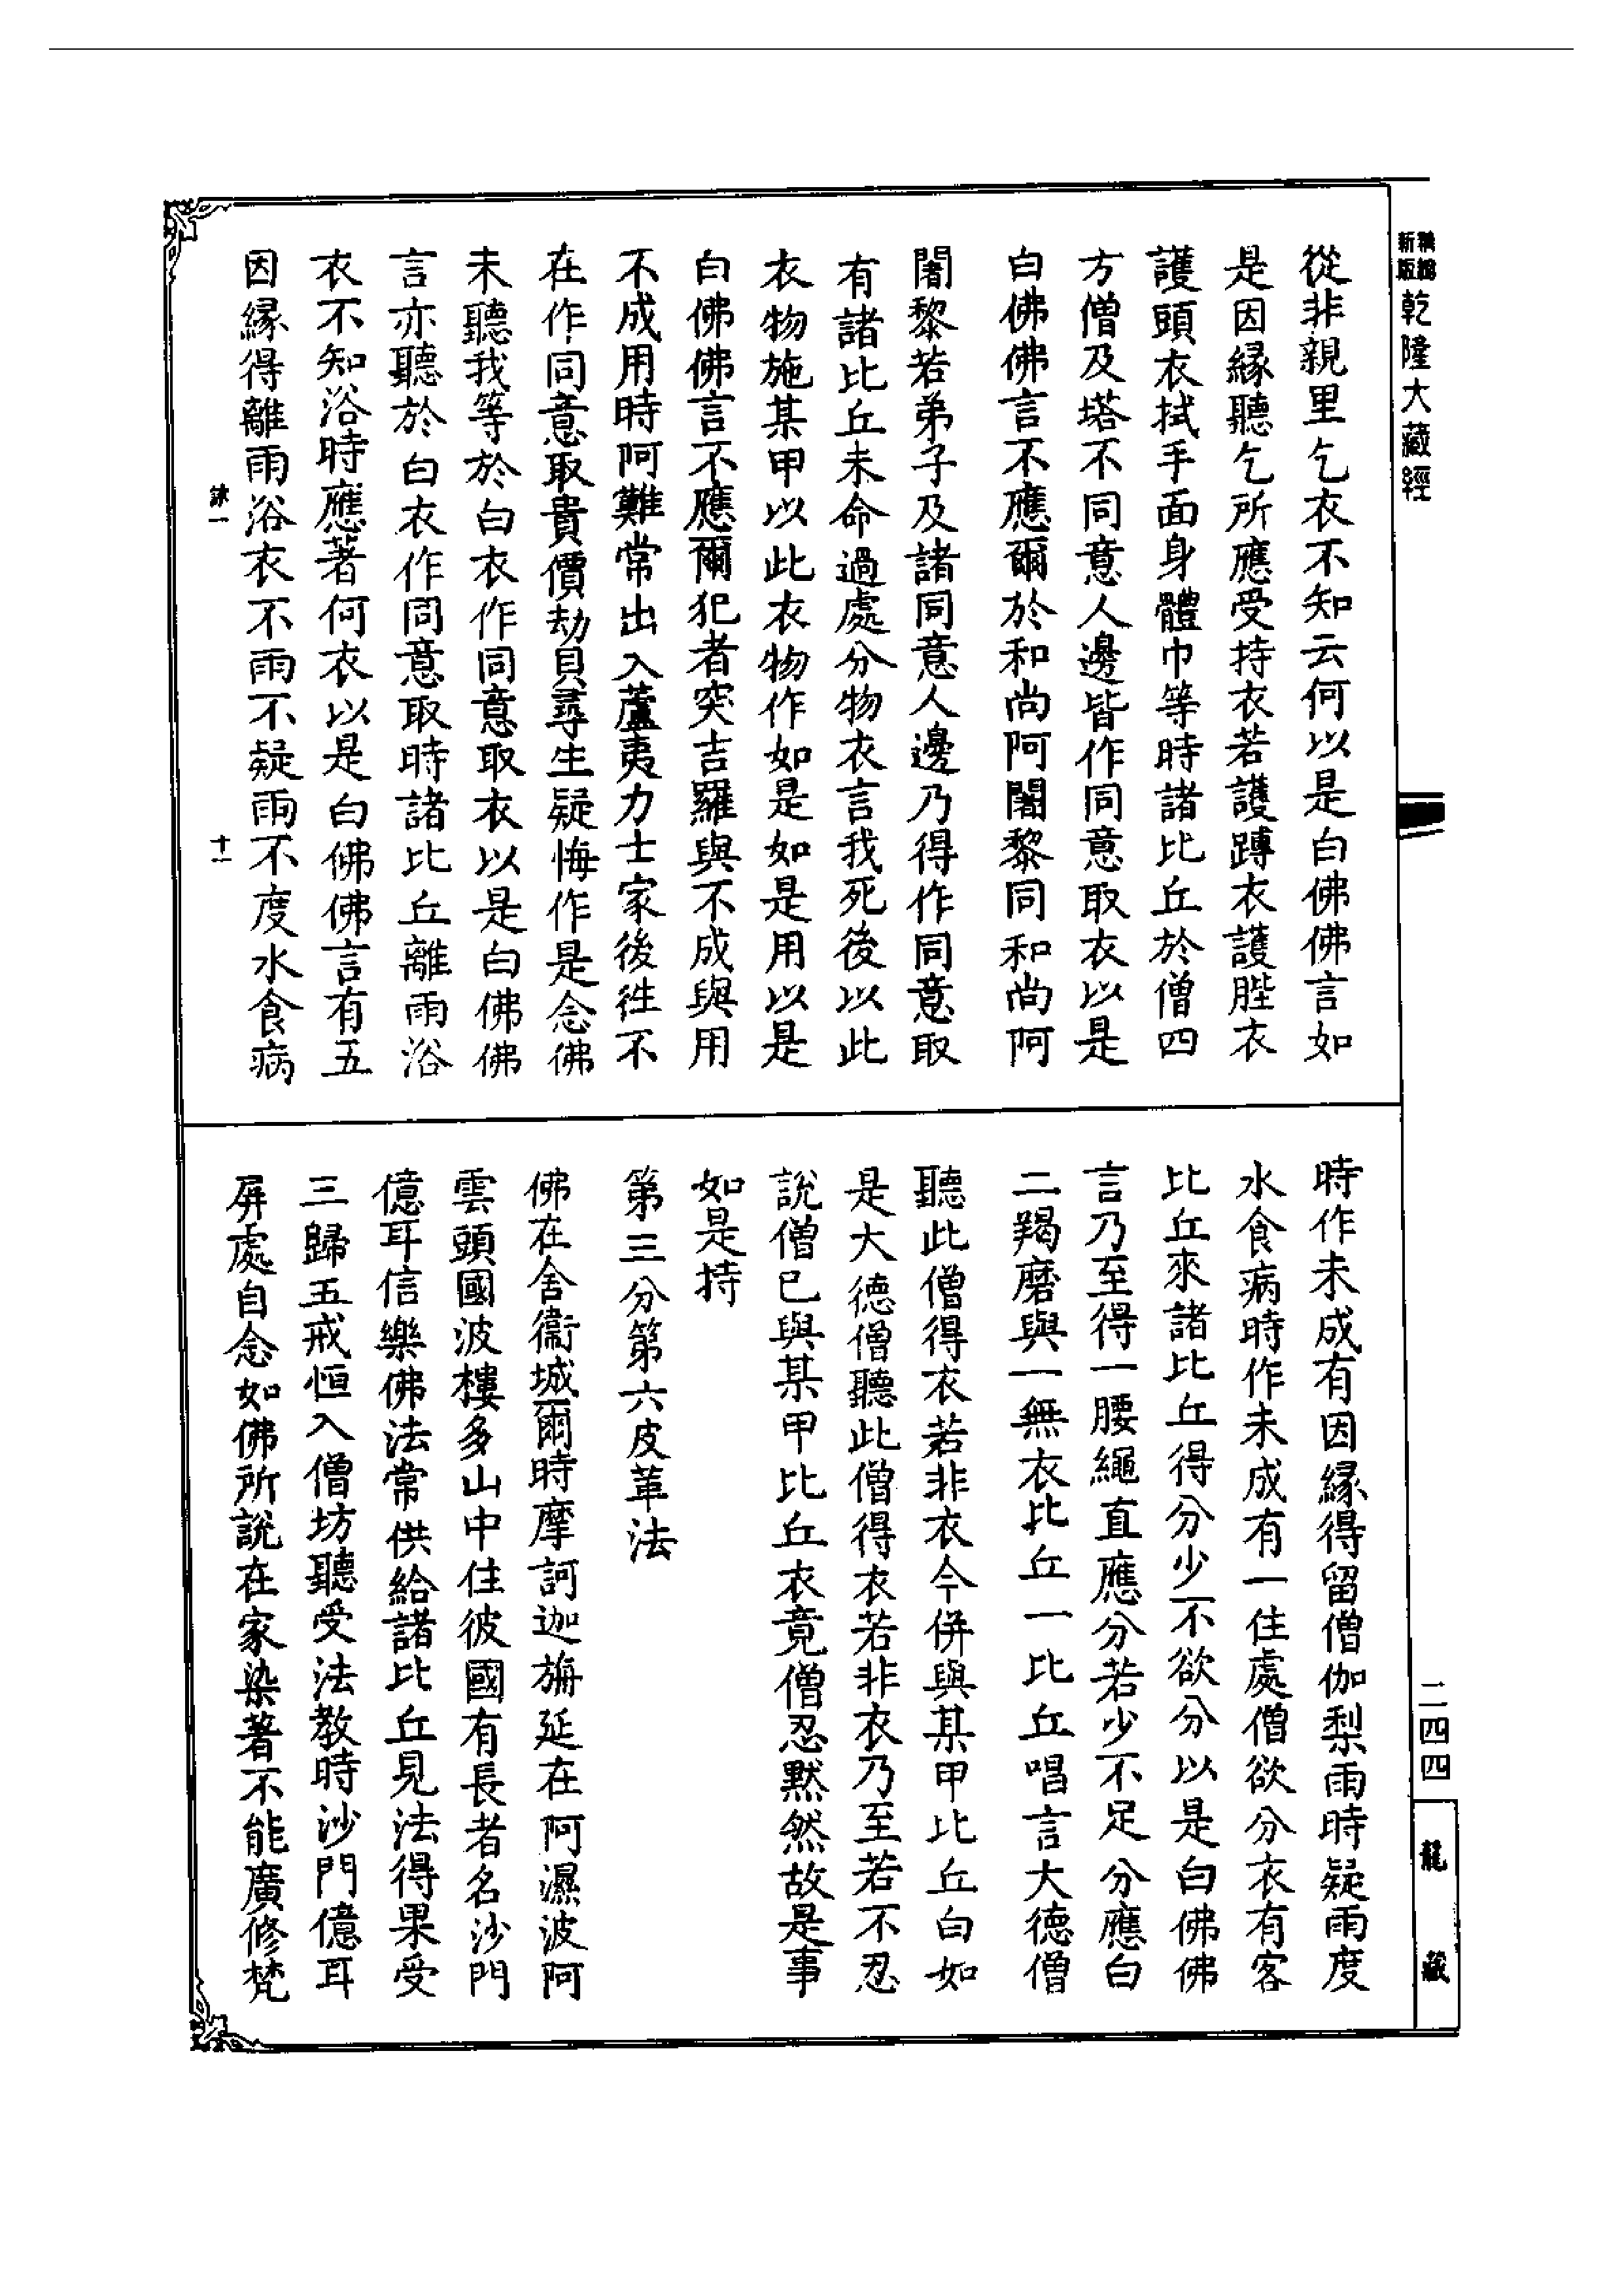 新編縮版乾隆大藏經
從非親里乞衣不知云何以是白佛佛言如
是因緣聽乞所應受持衣若護䏶衣護𨄔衣
護頭衣拭手面身體巾等時諸比丘於僧四
方僧及塔不同意人邊皆作同意取衣以是
白佛佛言不應爾於和尚阿闍黎同和尚阿
闍黎若弟子及諸同意人邊乃得作同意取
有諸比丘未命過處分物衣言我死後以此
衣物施某甲以此衣物作如是如是用以是
白佛佛言不應爾犯者突吉羅與不成與用
不成用時阿難常出入蘆夷力士家後往不
在作同意取貴價劫貝尋生疑悔作是念佛
未聽我等於白衣作同意取衣以是白佛佛
言亦聽於白衣作同意取時諸比丘離雨浴
衣不知浴時應著何衣以是白佛佛言有五
因緣得離雨浴衣不雨不疑雨不度水食病
十一
時作未成有因緣得留僧伽梨雨時疑雨度
水食病時作未成有一住處僧欲分衣有客
比丘來諸比丘得分少不欲分以是白佛佛
言乃至得一腰繩直應分若少不足分應白
二羯磨與一無衣比丘一比丘唱言大德僧
聽此僧得衣若非衣今併與某甲比丘白如
是大德僧聽此僧得衣若非衣乃至若不忍
說僧已與某甲比丘衣竟僧忍默然故是事
如是持
第三分第六皮革法
佛在舍衞城爾時摩訶迦旃延在阿濕波阿
雲頭國波樓多山中住彼國有長者名沙門
億耳信樂佛法常供給諸比丘見法得果受
三歸五戒恒入僧坊聽受法教時沙門億耳
屏處自念如佛所說在家染著不能廣修梵
二四四
龍藏